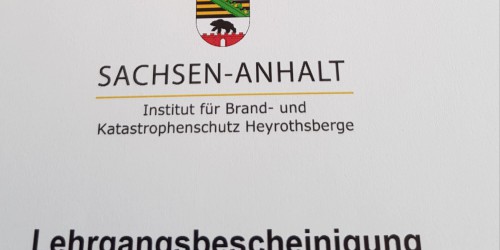 SACHSEN-ANHALT
Institut für Brand- und
Katastrophenschutz Heyrothsberge
Lehrgangsbescheinigung